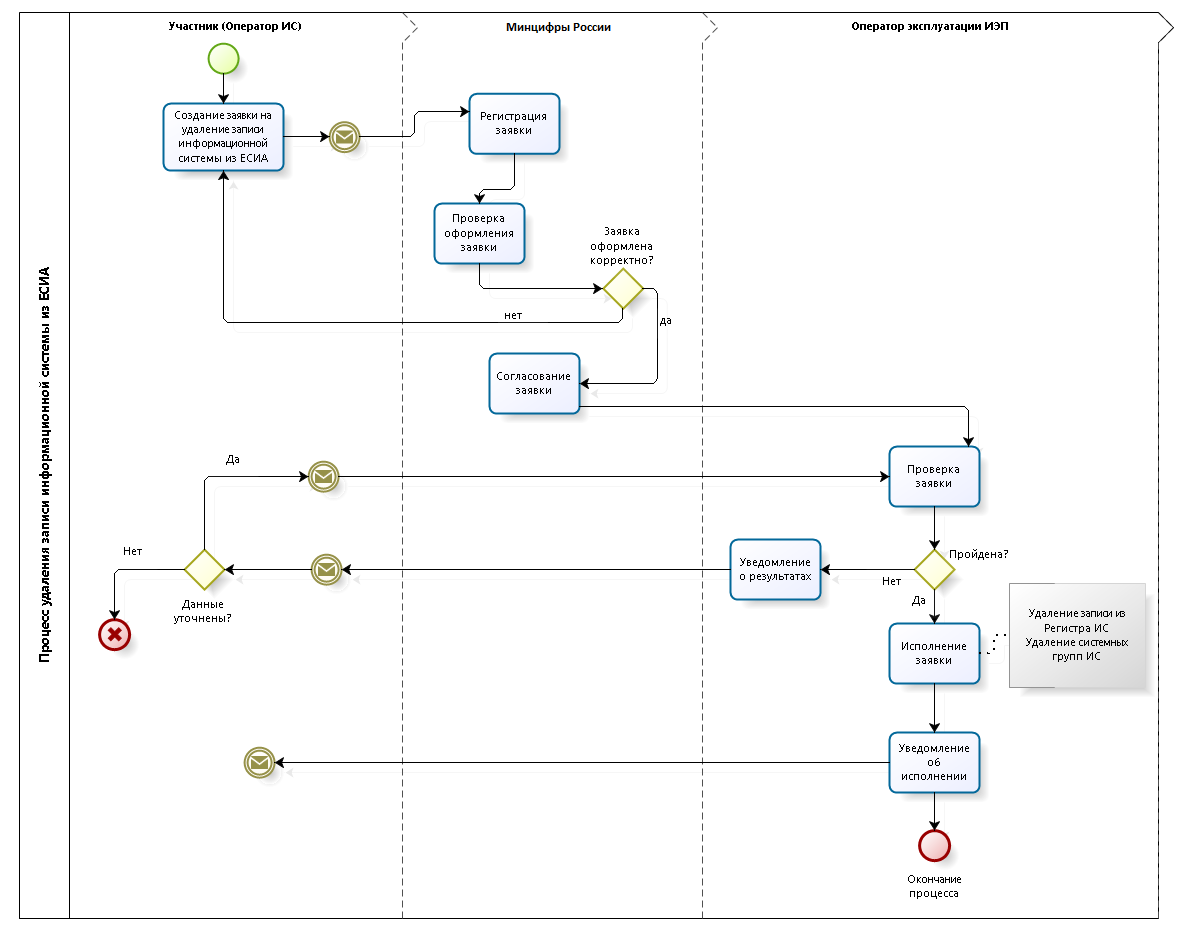 Участник (Оператор ИС)
Минцифры России
Оператор эксплуатации ИЭП
Процесс удаления записи информационной системы из ЕСИА
Создание заявки на
удаление записи
информационной
системы из ЕСИА
Регистрация
заявки
Проверка
оформления
заявки
Заявка
оформлена
корректно?
нет
да
Согласование
заявки
Да
Проверка
заявки
Нет
Данные
уточнены?
Уведомление
о результатах
Пройдена?
Нет
Да
Исполнение
заявки
Удаление записи из
Регистра ИС
Удаление системных
групп ИС
Уведомление
об
исполнении
Окончание
процесса